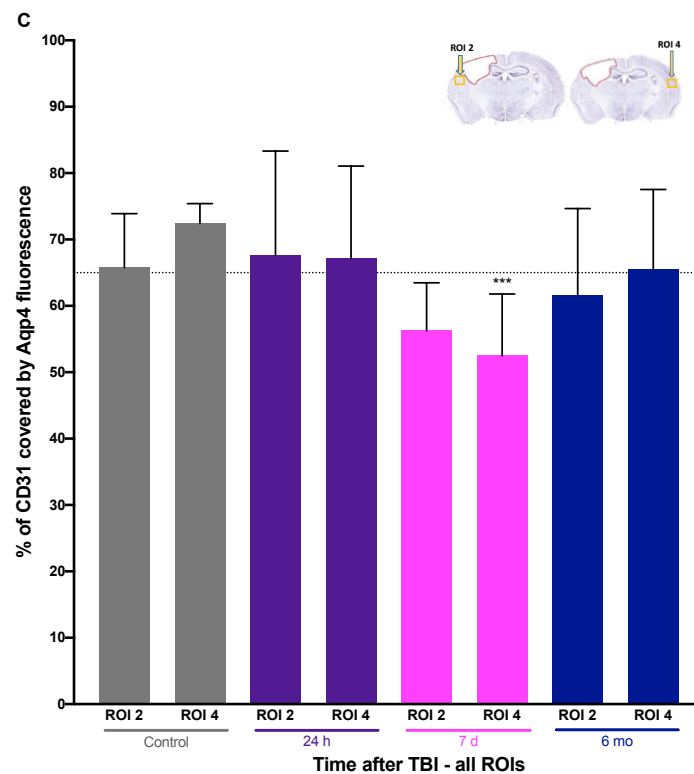 C
ROI 2
ROI 4
% of CD31 covered by Aqp4 fluorescence
100
90
80
70
60
50
40
30
20
10
0
***
ROI 2 ROI 4 ROI 2 ROI 4 ROI 2 ROI 4 ROI 2 ROI 4
Control 24 h 7 d 6 mo
Time after TBI - all ROIs